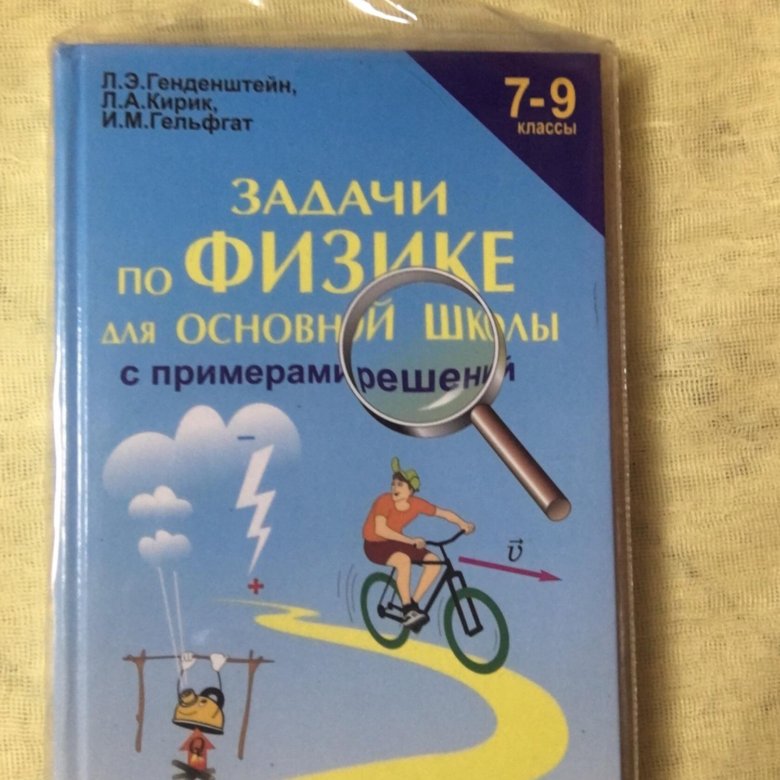 Л.Э.Генденштейн,
Л.А.Кирик,
И.М.Гельфгат
7-9
классы
ЗАДАЧИ
ПО ФИЗИКЕ
ДЛЯ ОСНОВНОЙ ШКОЛЫ
с примерами решений
−
+
v⃗
Q